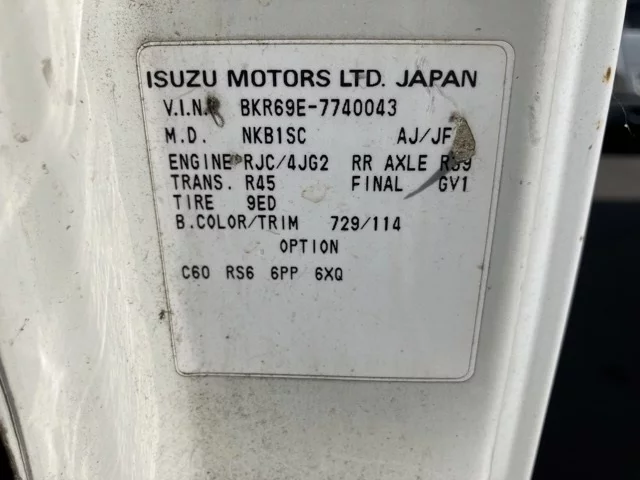 ISUZU MOTORS LTD. JAPAN
V.I.N. BKR69E-7740043
M.D. NKB1SC AJ/JF
ENGINE RJC/4JG2 RR AXLE R39
TRANS. R45 FINAL GV1
TIRE 9ED
B.COLOR/TRIM 729/114
OPTION
C60 RS6 6PP 6XQ